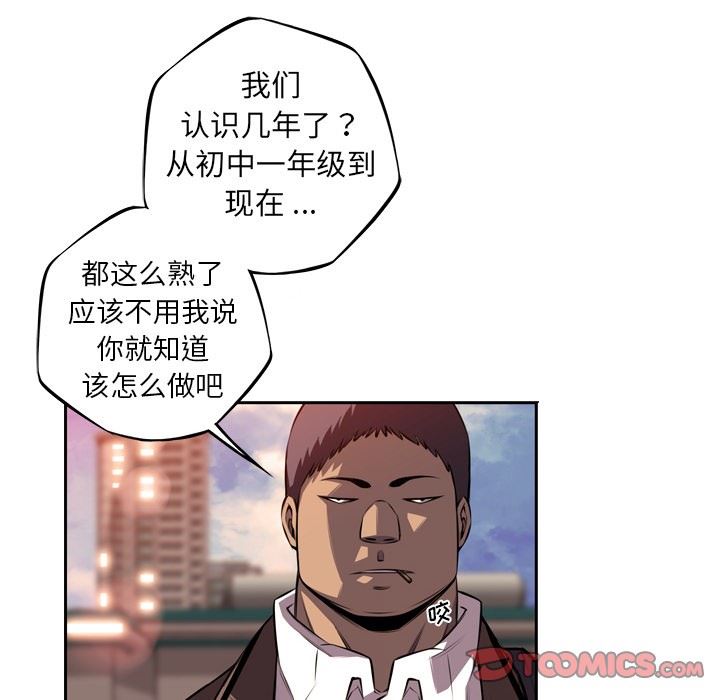 我们
认识几年了？
从初中一年级到
现在...
都这么熟了
应该不用我说
你就知道
该怎么做吧
咬
TOOMICS.COM